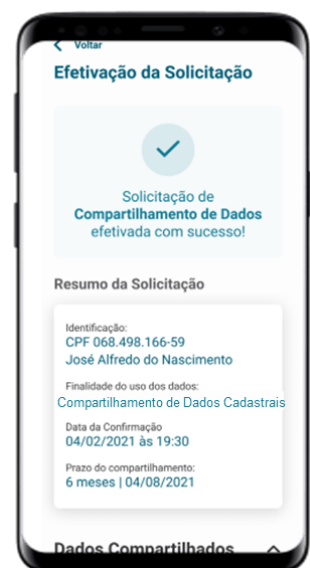 Voltar
Efetivação da Solicitação
Solicitação de
Compartilhamento de Dados
efetivada com sucesso!
Resumo da Solicitação
Identificação:
CPF 068.498.166-59
José Alfredo do Nascimento
Finalidade do uso dos dados:
Compartilhamento de Dados Cadastrais
Data da Confirmação
04/02/2021 às 19:30
Prazo do compartilhamento:
6 meses | 04/08/2021
Dados Compartilhados